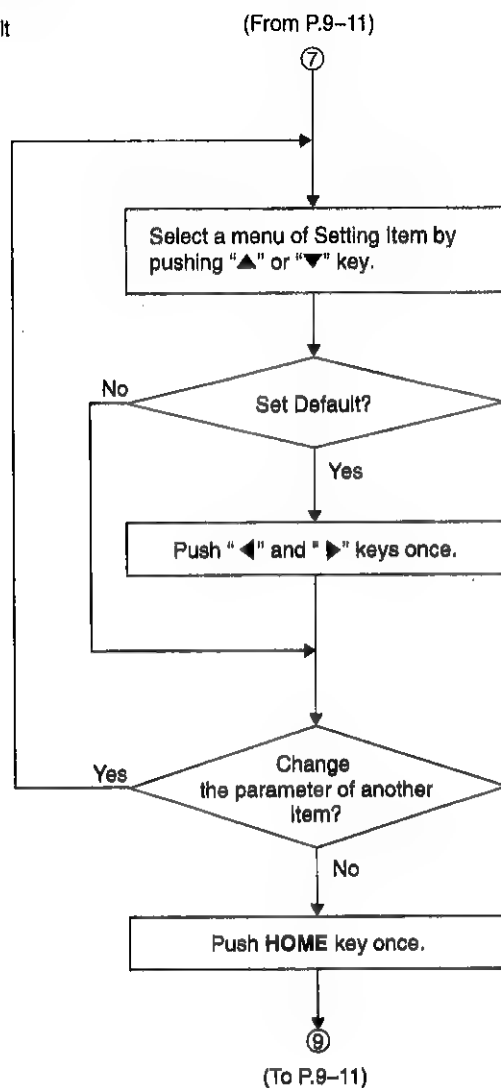 lt
(From P.9–11)
⑦
Select a menu of Setting item by
pushing “▲” or “▼” key.
No
Set Default?
Yes
Push “◀” and “▶” keys once.
Yes
Change
the parameter of another
item?
No
Push HOME key once.
⑨
(To P.9–11)